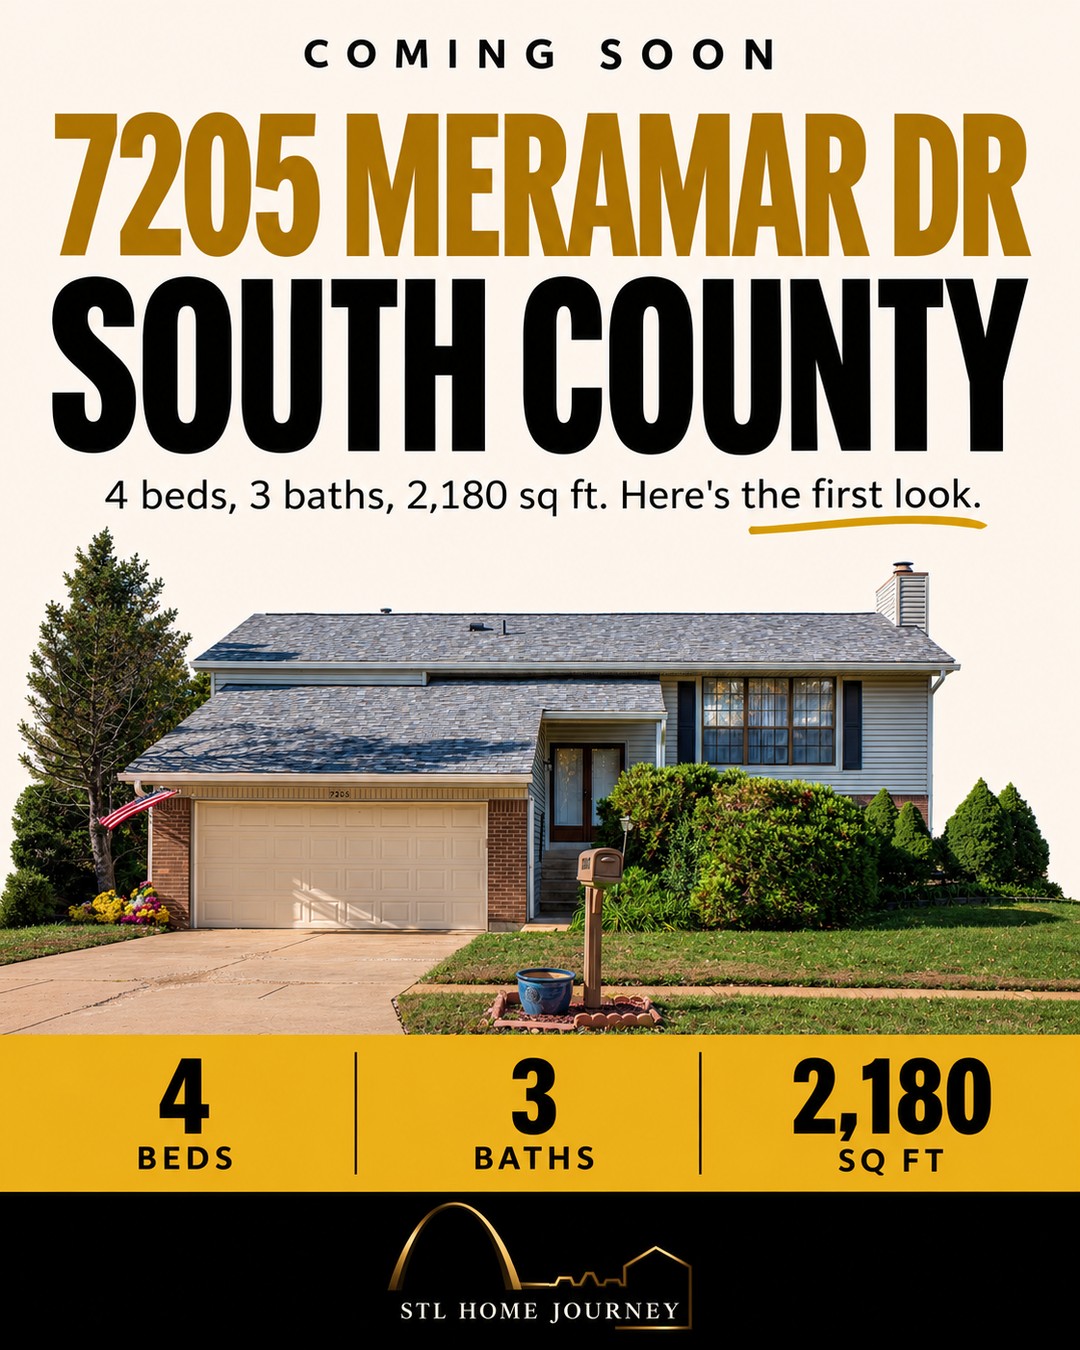 COMING SOON
7205 MERAMAR DR
SOUTH COUNTY
4 beds, 3 baths, 2,180 sq ft. Here's the first look.
7205
4
BEDS
3
BATHS
2,180
SQ FT
STL HOME JOURNEY